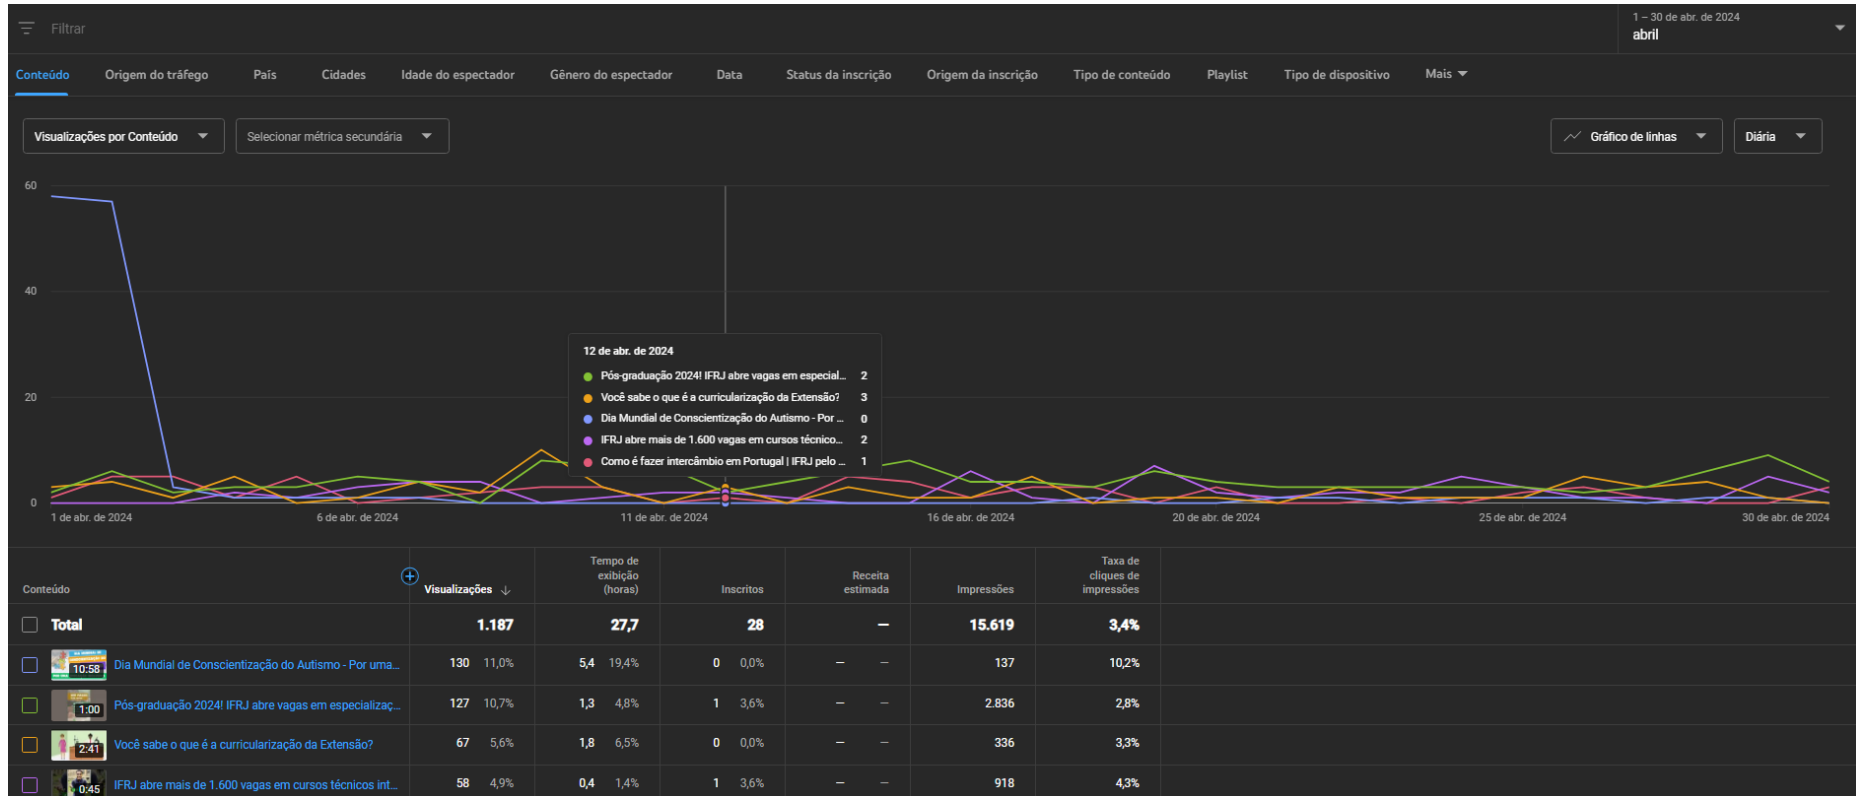 Filtrar
1 – 30 de abr. de 2024
abril
Conteúdo Origem do tráfego País Cidades Idade do espectador Gênero do espectador Data Status da inscrição Origem da inscrição Tipo de conteúdo Playlist Tipo de dispositivo Mais
Visualizações por Conteúdo Selecionar métrica secundária Gráfico de linhas Diária
60
40
20
0
12 de abr. de 2024
Pós-graduação 2024! IFRJ abre vagas em especial... 2
Você sabe o que é a curricularização da Extensão? 3
Dia Mundial de Conscientização do Autismo - Por ... 0
IFRJ abre mais de 1.600 vagas em cursos técnico... 2
Como é fazer intercâmbio em Portugal | IFRJ pelo ... 1
1 de abr. de 2024 6 de abr. de 2024 11 de abr. de 2024 16 de abr. de 2024 20 de abr. de 2024 25 de abr. de 2024 30 de abr. de 2024
Conteúdo Visualizações Tempo de exibição (horas) Inscritos Receita estimada Impressões Taxa de cliques de impressões
Total 1.187 27,7 28 — 15.619 3,4%
10:58 Dia Mundial de Conscientização do Autismo - Por uma... 130 11,0% 5,4 19,4% 0 0,0% — — 137 10,2%
1:00 Pós-graduação 2024! IFRJ abre vagas em especializaç... 127 10,7% 1,3 4,8% 1 3,6% — — 2.836 2,8%
2:41 Você sabe o que é a curricularização da Extensão? 67 5,6% 1,8 6,5% 0 0,0% — — 336 3,3%
0:45 IFRJ abre mais de 1.600 vagas em cursos técnicos int... 58 4,9% 0,4 1,4% 1 3,6% — — 918 4,3%